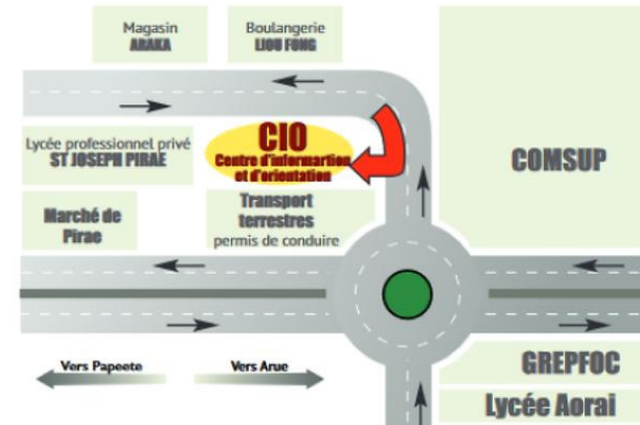 Magasin
ARAKA
Boulangerie
LIOU FONG
Lycée professionnel privé
ST JOSEPH PIRAE
CIO
Centre d'informartion
et d'orientation
COMSUP
Marché de
Pirae
Transport
terrestres
permis de conduire
Vers Papeete
Vers Arue
GREPFOC
Lycée Aorai